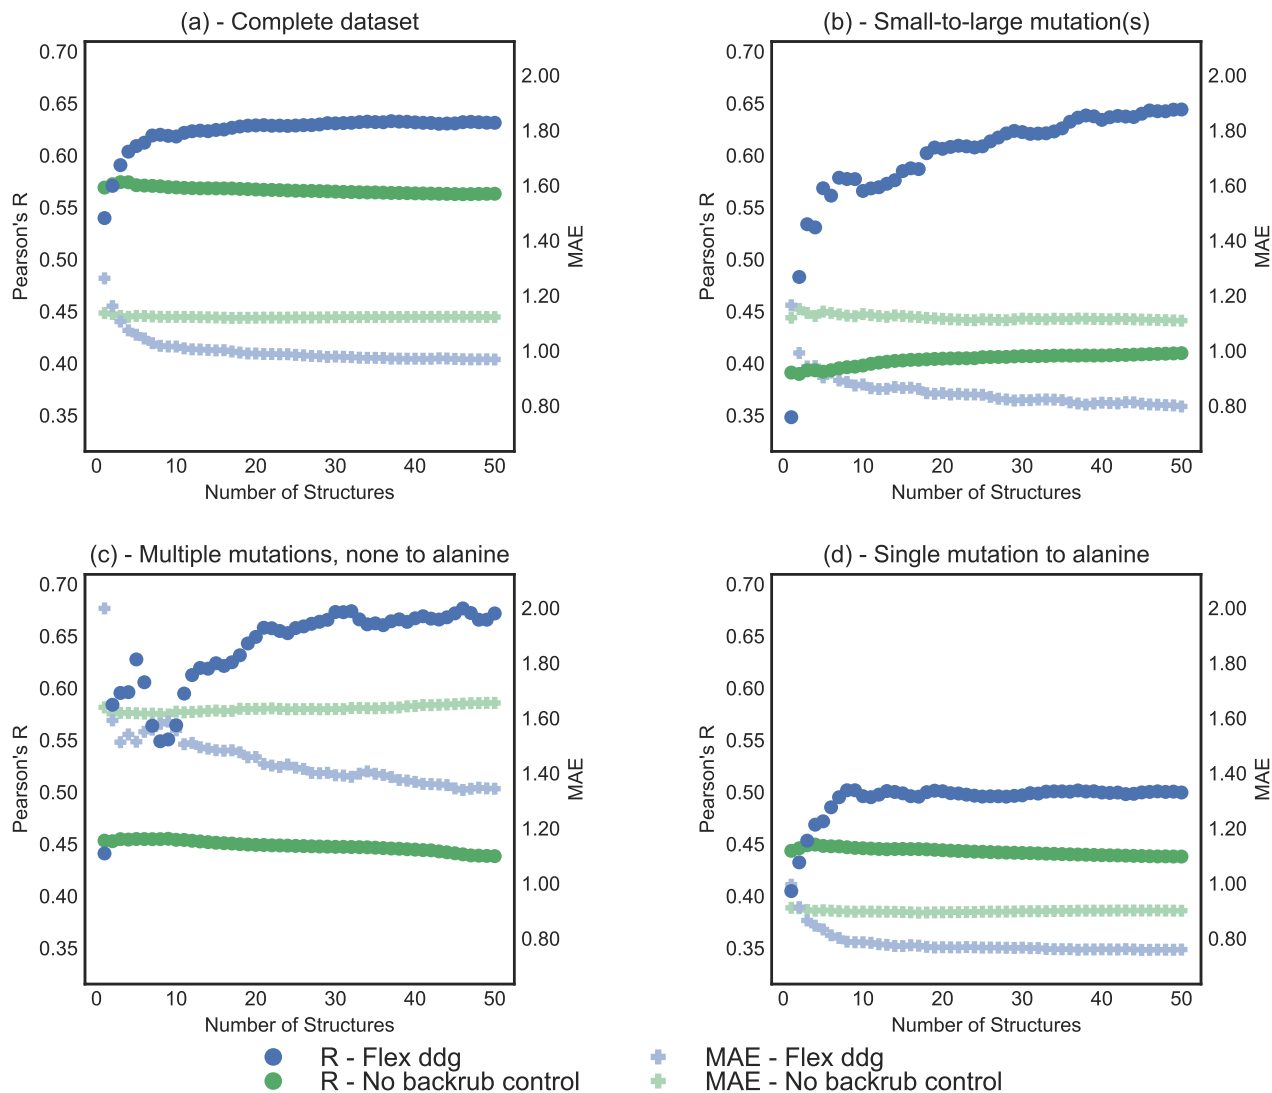 (a) - Complete dataset
0.70
0.65
0.60
0.55
0.50
0.45
0.40
0.35
Pearson's R
2.00
1.80
1.60
1.40
1.20
1.00
0.80
MAE
0 10 20 30 40 50
Number of Structures
(b) - Small-to-large mutation(s)
0.70
0.65
0.60
0.55
0.50
0.45
0.40
0.35
Pearson's R
2.00
1.80
1.60
1.40
1.20
1.00
0.80
MAE
0 10 20 30 40 50
Number of Structures
(c) - Multiple mutations, none to alanine
0.70
0.65
0.60
0.55
0.50
0.45
0.40
0.35
Pearson's R
2.00
1.80
1.60
1.40
1.20
1.00
0.80
MAE
0 10 20 30 40 50
Number of Structures
(d) - Single mutation to alanine
0.70
0.65
0.60
0.55
0.50
0.45
0.40
0.35
Pearson's R
2.00
1.80
1.60
1.40
1.20
1.00
0.80
MAE
0 10 20 30 40 50
Number of Structures
R - Flex ddg
R - No backrub control
MAE - Flex ddg
MAE - No backrub control